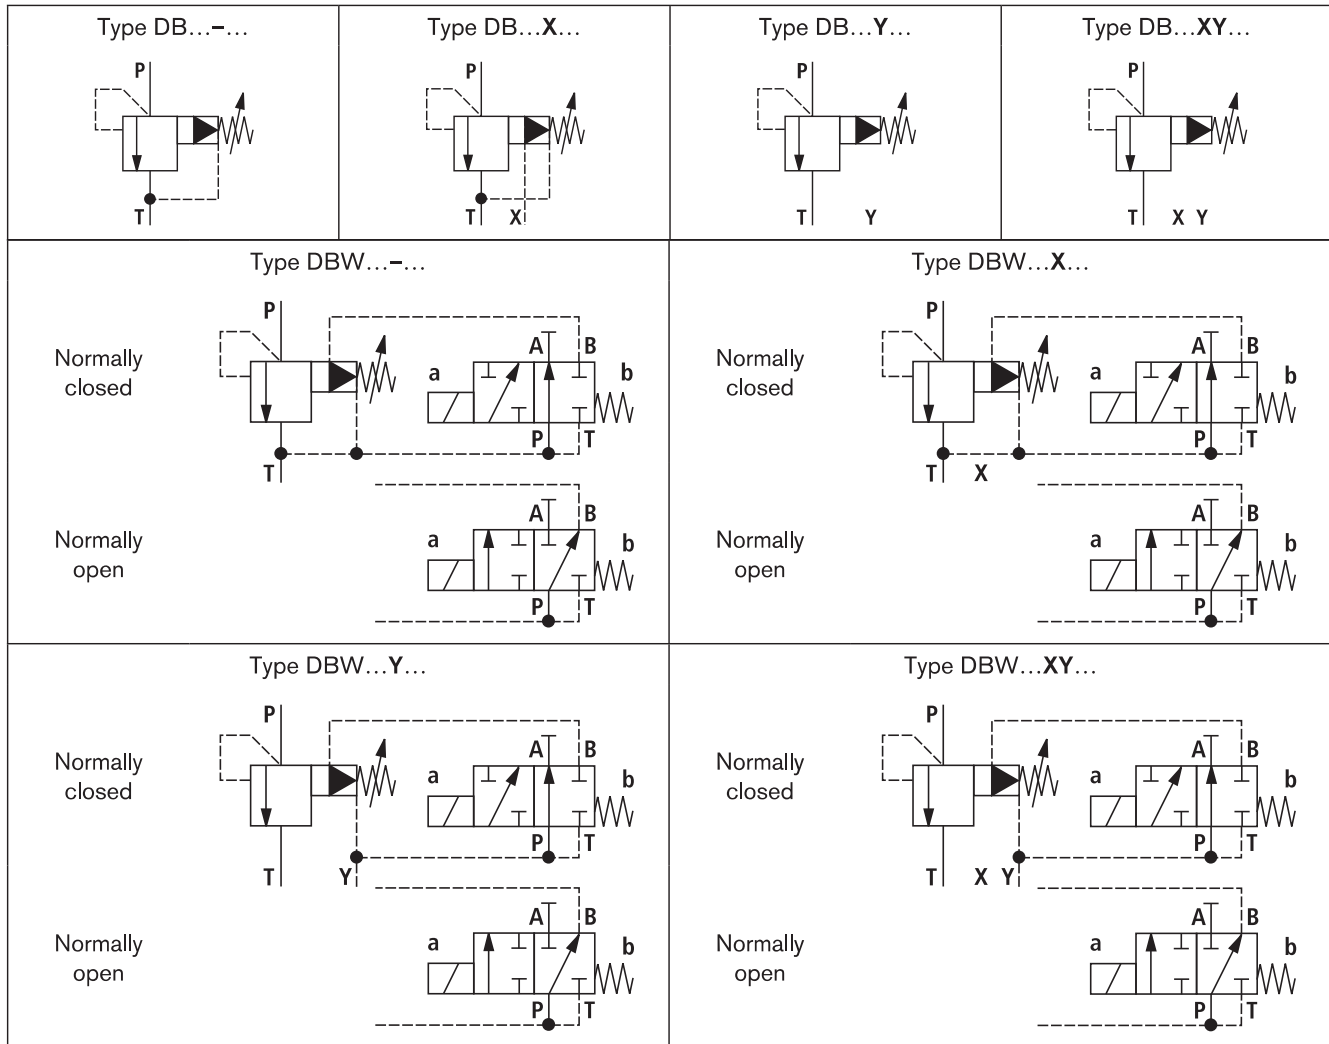 Type DB...–...
Type DB...X...
Type DB...Y...
Type DB...XY...
P
P
P
P
T
T X
T Y
T X Y
Type DBW...–...
Type DBW...X...
P
P
A B
A B
Normally
closed
a b
Normally
closed
a b
P T
P T
T
T X
A B
A B
Normally
open
a b
Normally
open
a b
P T
P T
Type DBW...Y...
Type DBW...XY...
P
P
A B
A B
Normally
closed
a b
Normally
closed
a b
P T
P T
T Y
T X Y
A B
A B
Normally
open
a b
Normally
open
a b
P T
P T